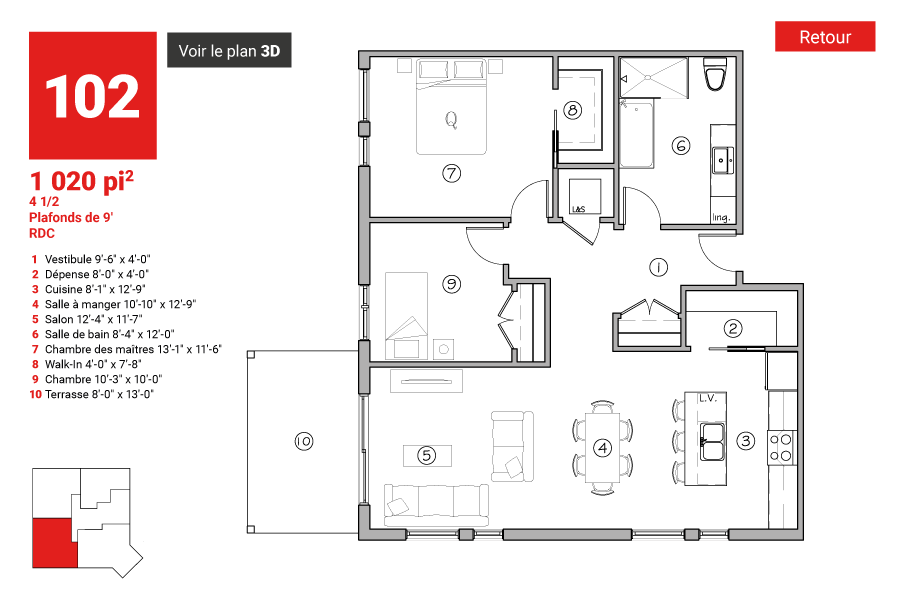 Retour
102
Voir le plan 3D
1 020 pi²
4 1/2
Plafonds de 9'
RDC
1 Vestibule 9'-6" x 4'-0"
2 Dépense 8'-0" x 4'-0"
3 Cuisine 8'-1" x 12'-9"
4 Salle à manger 10'-10" x 12'-9"
5 Salon 12'-4" x 11'-7"
6 Salle de bain 8'-4" x 12'-0"
7 Chambre des maîtres 13'-1" x 11'-6"
8 Walk-In 4'-0" x 7'-8"
9 Chambre 10'-3" x 10'-0"
10 Terrasse 8'-0" x 13'-0"
Q
8
6
7
L&S
ling.
1
9
2
L.V.
10
5
4
3